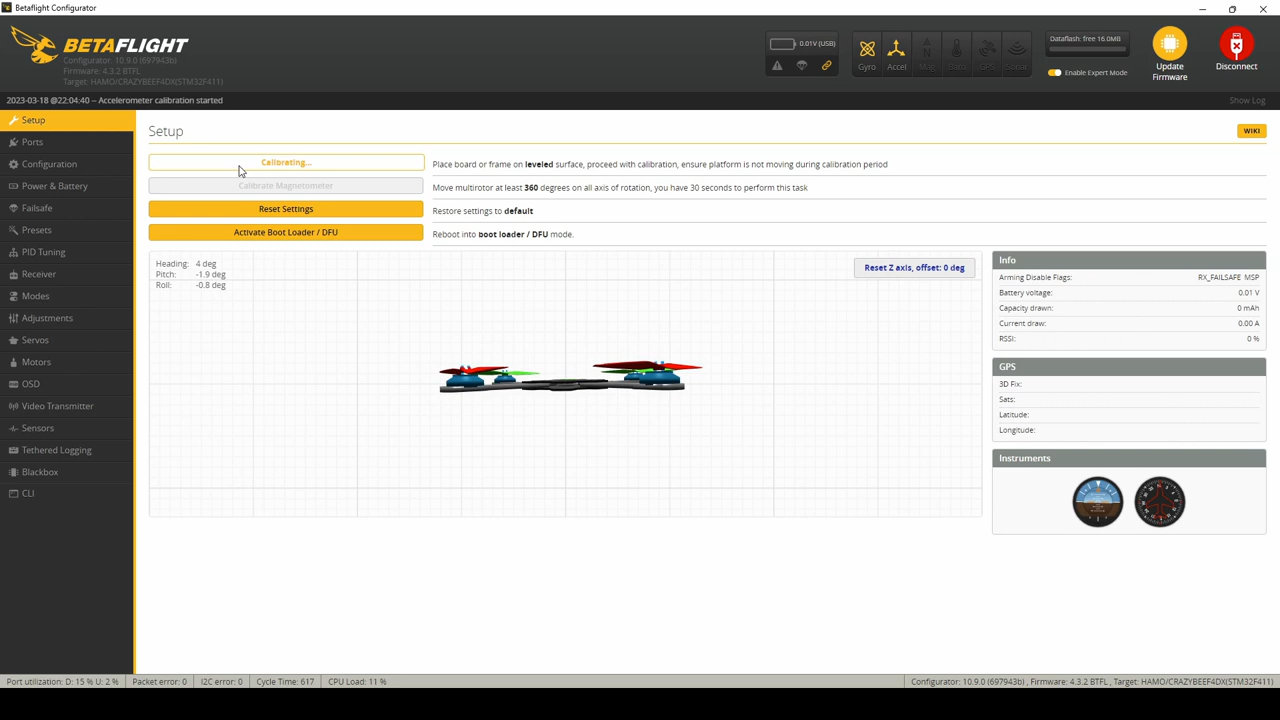 Betaflight Configurator
BETAFLIGHT
Configurator: 10.9.0 (697943b)
Firmware: 4.3.2 BTFL
Target: HAMO/CRAZYBEEF4DX(STM32F411)
0.01V (USB)
Gyro
Accel
Mag
Baro
GPS
Sonar
Dataflash: free 16.0MB
Enable Expert Mode
Update Firmware
Disconnect
2023-03-18 @22:04:40 -- Accelerometer calibration started
Show Log
Setup
Ports
Configuration
Power & Battery
Failsafe
Presets
PID Tuning
Receiver
Modes
Adjustments
Servos
Motors
OSD
Video Transmitter
Sensors
Tethered Logging
Blackbox
CLI
Setup
WIKI
Calibrating...
Place board or frame on leveled surface, proceed with calibration, ensure platform is not moving during calibration period
Calibrate Magnetometer
Move multirotor at least 360 degrees on all axis of rotation, you have 30 seconds to perform this task
Reset Settings
Restore settings to default
Activate Boot Loader / DFU
Reboot into boot loader / DFU mode.
Heading: 4 deg
Pitch: -1.9 deg
Roll: -0.8 deg
Reset Z axis, offset: 0 deg
Info
Arming Disable Flags: RX_FAILSAFE MSP
Battery voltage: 0.01 V
Capacity drawn: 0 mAh
Current draw: 0.00 A
RSSI: 0 %
GPS
3D Fix:
Sats:
Latitude:
Longitude:
Instruments
Port utilization: D: 15 % U: 2 %
Packet error: 0
I2C error: 0
Cycle Time: 617
CPU Load: 11 %
Configurator: 10.9.0 (697943b) , Firmware: 4.3.2 BTFL , Target: HAMO/CRAZYBEEF4DX(STM32F411)